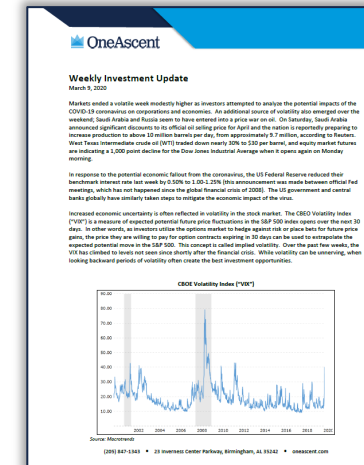 OneAscent
Weekly Investment Update
March 9, 2020
Markets ended a volatile week modestly higher as investors attempted to analyze the potential impacts of the
COVID-19 coronavirus on corporations and economies. An additional source of volatility also emerged over the
weekend; Saudi Arabia and Russia seem to have entered into a price war on oil. On Saturday, Saudi Arabia
announced significant discounts to its official oil selling price for April and the nation is reportedly preparing to
increase production to above 10 million barrels per day, from approximately 9.7 million, according to Reuters.
West Texas Intermediate crude oil (WTI) traded down nearly 30% to $30 per barrel, and equity market futures
are indicating a 1,000 point decline for the Dow Jones Industrial Average when it opens again on Monday
morning.
In response to the potential economic fallout from the coronavirus, the US Federal Reserve reduced their
benchmark interest rate last week by 0.50% to 1.00-1.25% (this announcement was made between official Fed
meetings, which has not happened since the global financial crisis of 2008). The US government and central
banks globally have similarly taken steps to mitigate the economic impact of the virus.
Increased economic uncertainty is often reflected in volatility in the stock market. The CBEO Volatility Index
("VIX") is a measure of expected potential future price fluctuations in the S&P 500 index opens over the next 30
days. In other words, as investors utilize the options market to hedge against risk or place bets for future price
gains, the price they are willing to pay for option contracts expiring in 30 days can be used to extrapolate the
expected potential move in the S&P 500. This concept is called implied volatility. Over the past few weeks, the
VIX has climbed to levels not seen since shortly after the financial crisis. While volatility can be unnerving, when
looking backward periods of volatility often create the best investment opportunities.
CBOE Volatility Index ("VIX")
90.00
80.00
70.00
60.00
50.00
40.00
30.00
20.00
10.00
2002 2004 2006 2008 2010 2012 2014 2016 2018 2020
Source: Macrotrends
(205) 847-1343 • 23 Inverness Center Parkway, Birmingham, AL 35242 • oneascent.com